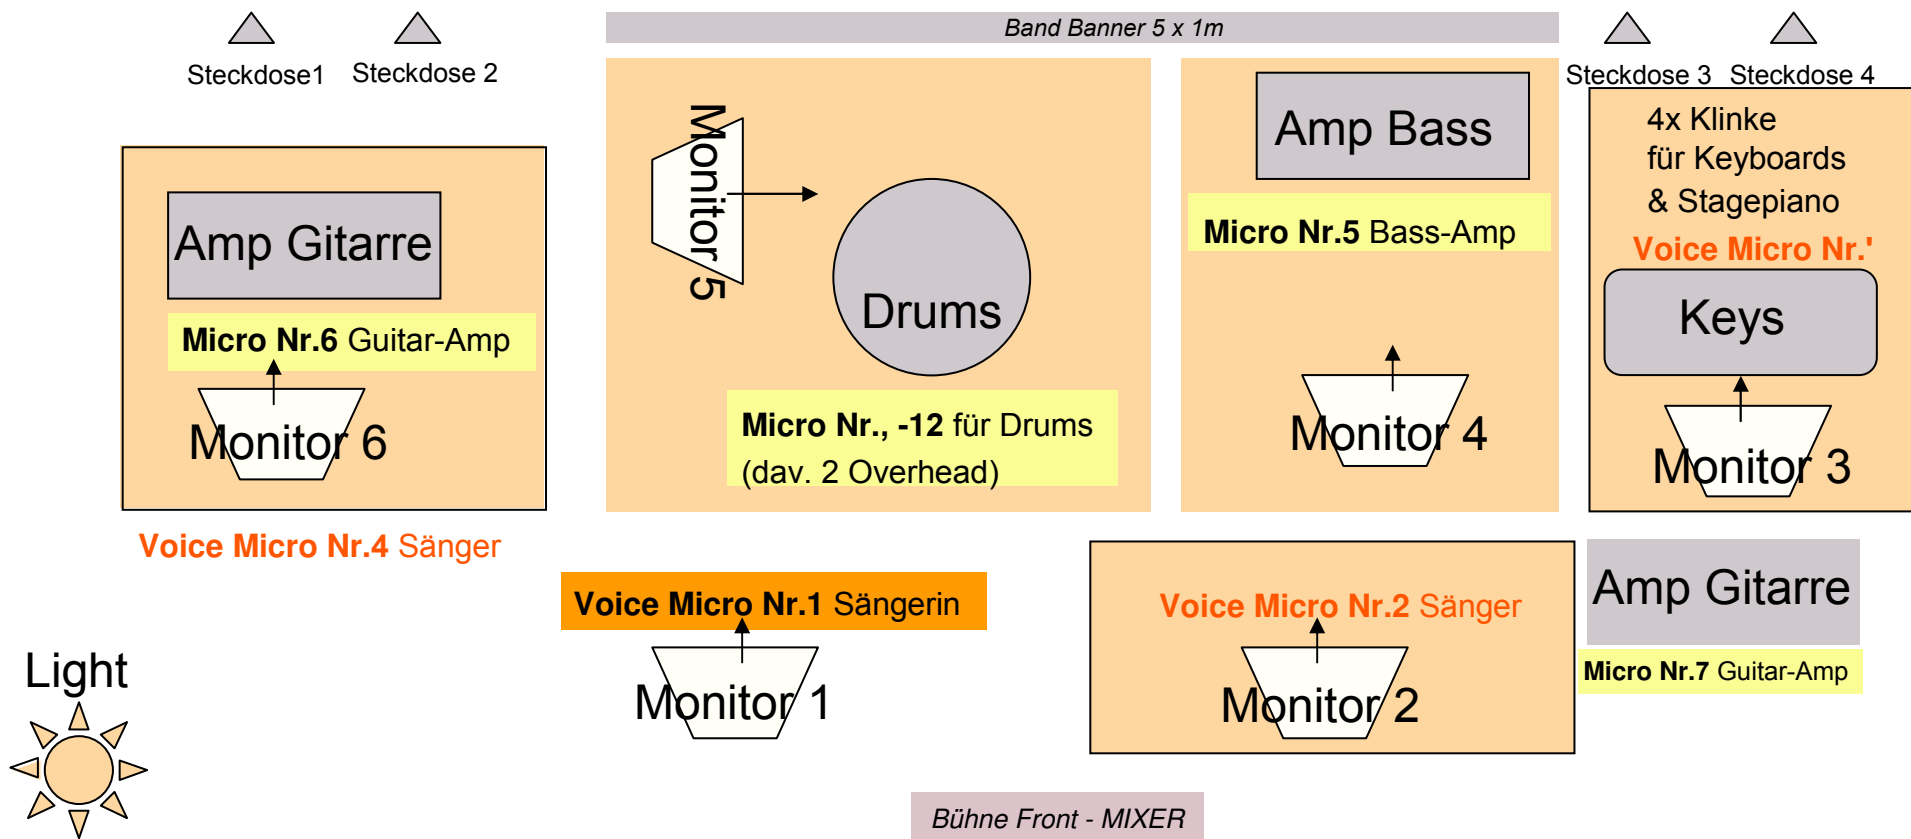 Band Banner 5 x 1m
Steckdose1
Steckdose 2
Steckdose 3
Steckdose 4
Monitor 5
Amp Bass
4x Klinke
für Keyboards
& Stagepiano
Amp Gitarre
Micro Nr.5 Bass-Amp
Voice Micro Nr.'
Drums
Keys
Micro Nr.6 Guitar-Amp
Micro Nr., -12 für Drums
(dav. 2 Overhead)
Monitor 6
Monitor 4
Monitor 3
Voice Micro Nr.4 Sänger
Voice Micro Nr.1 Sängerin
Voice Micro Nr.2 Sänger
Amp Gitarre
Micro Nr.7 Guitar-Amp
Light
Monitor 1
Monitor 2
Bühne Front - MIXER